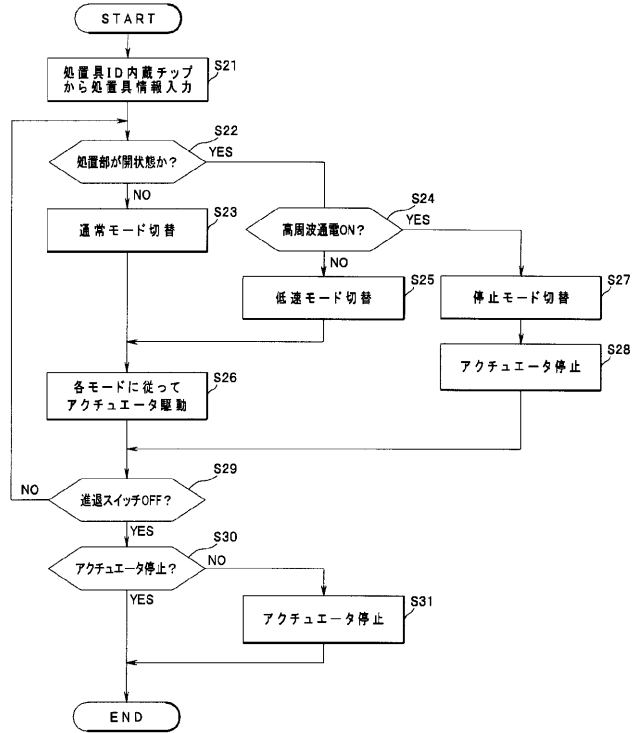 START
S21
処置具ID内蔵チップ
から処置具情報入力
S22
処置部が開状態か?
YES
NO
S23
通常モード切替
S24
高周波通電ON?
YES
NO
S25
低速モード切替
S27
停止モード切替
S28
アクチュエータ停止
S26
各モードに従って
アクチュエータ駆動
S29
進退スイッチOFF?
NO
YES
S30
アクチュエータ停止?
NO
YES
S31
アクチュエータ停止
END